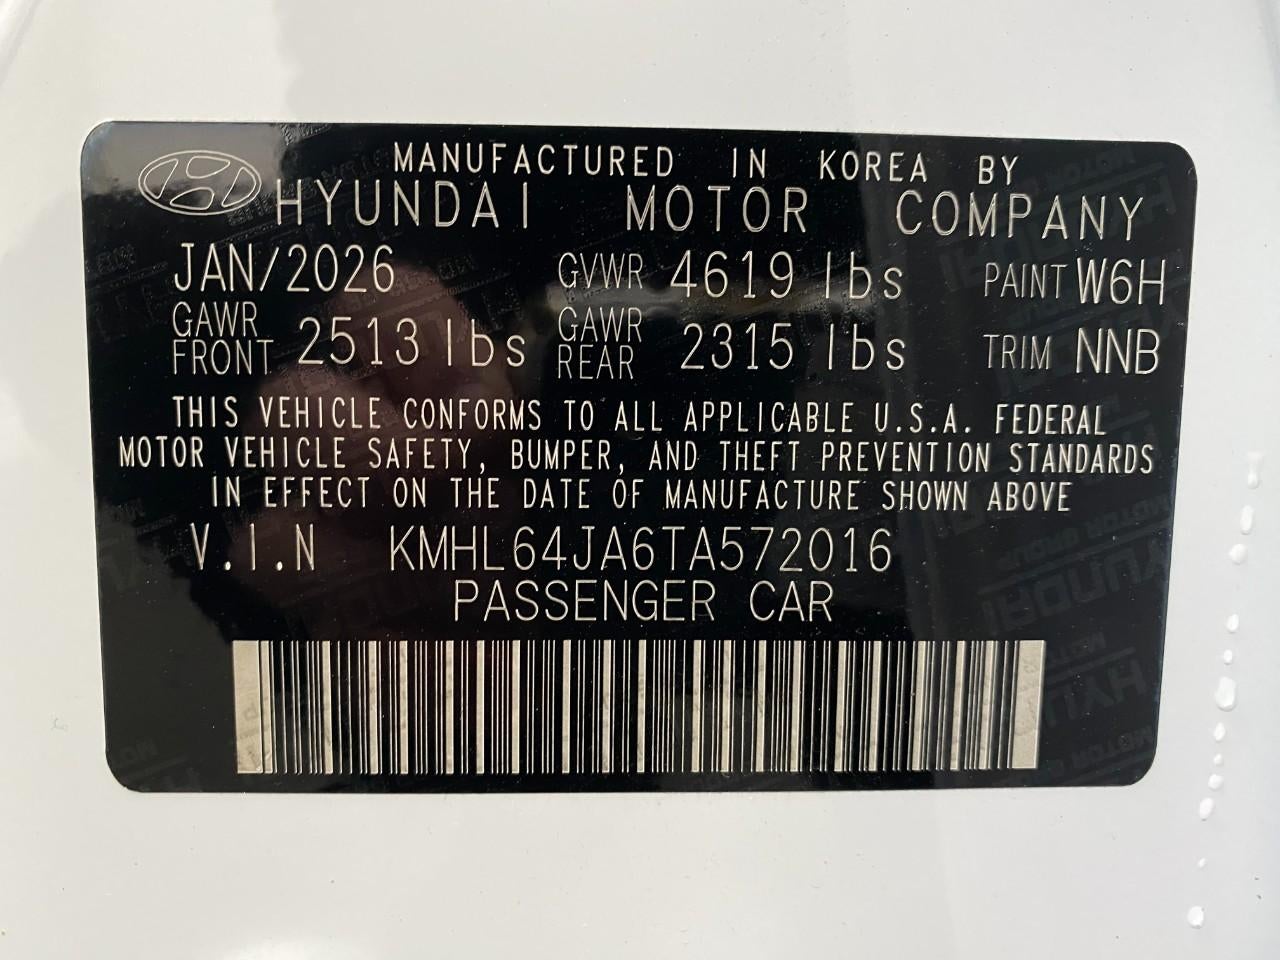 MANUFACTURED IN KOREA BY
HYUNDAI MOTOR COMPANY
JAN/2026 GVWR 4619 lbs PAINT W6H
GAWR FRONT 2513 lbs GAWR REAR 2315 lbs TRIM NNB
THIS VEHICLE CONFORMS TO ALL APPLICABLE U.S.A. FEDERAL
MOTOR VEHICLE SAFETY, BUMPER, AND THEFT PREVENTION STANDARDS
IN EFFECT ON THE DATE OF MANUFACTURE SHOWN ABOVE
V.I.N KMHL64JA6TA572016
PASSENGER CAR